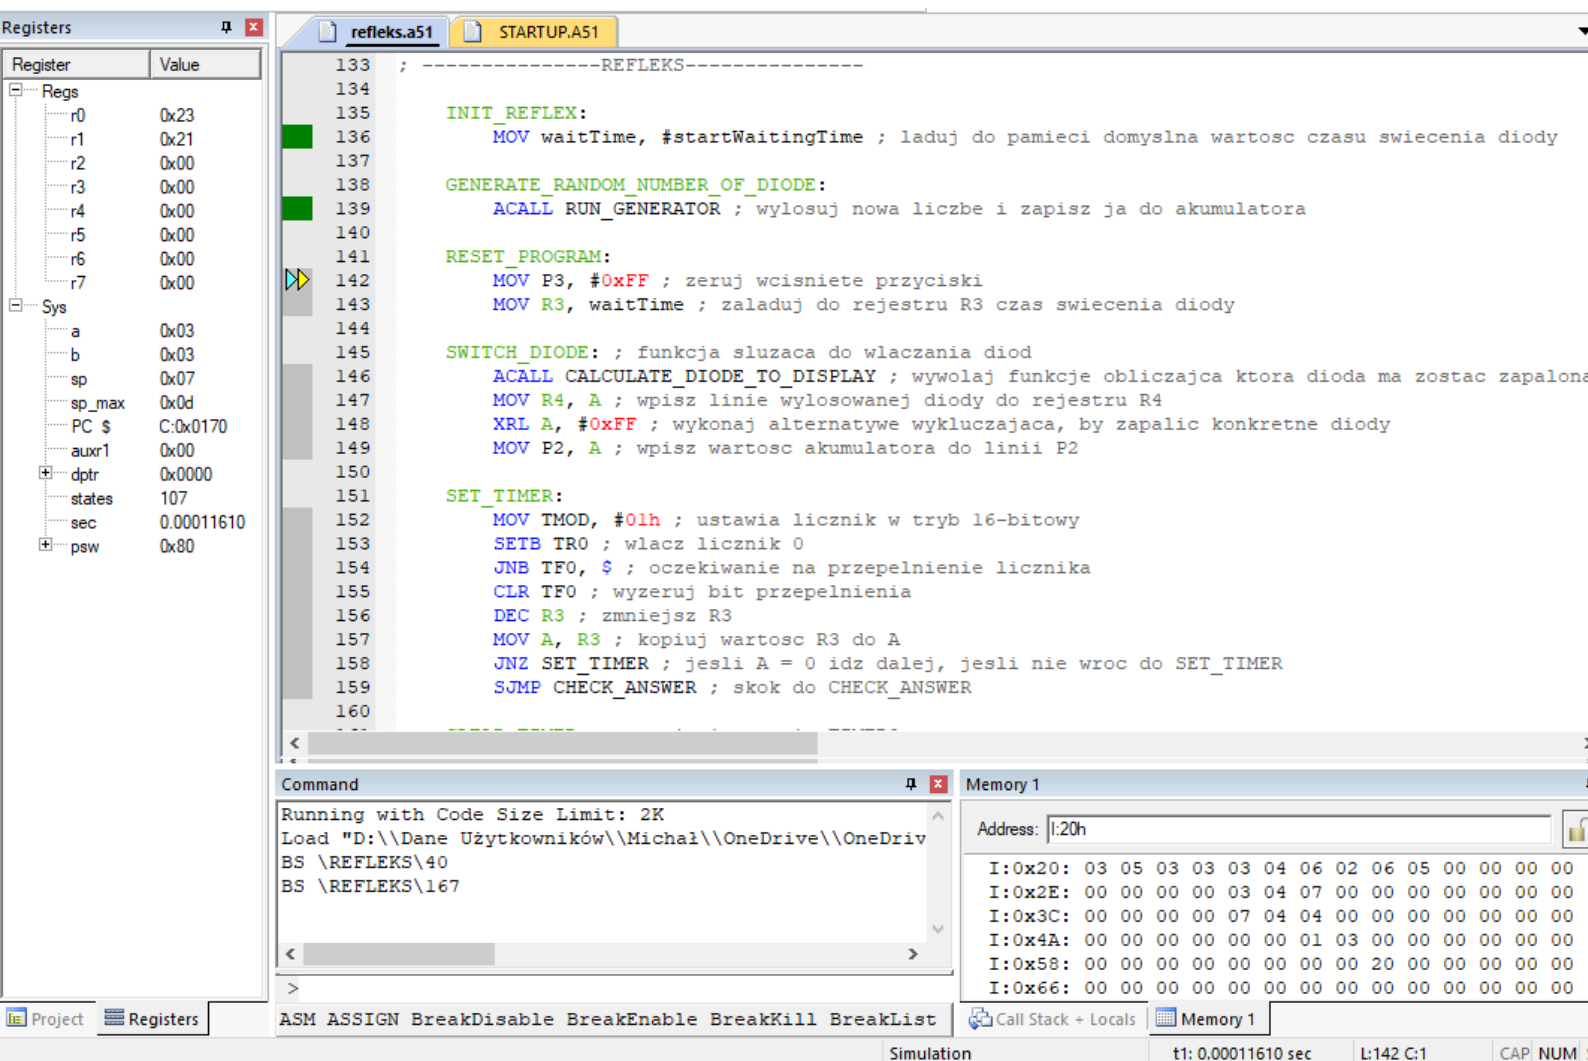 Registers
Register Value
Regs
r0 0x23
r1 0x21
r2 0x00
r3 0x00
r4 0x00
r5 0x00
r6 0x00
r7 0x00
Sys
a 0x03
b 0x03
sp 0x07
sp_max 0x0d
PC $ C:0x0170
auxr1 0x00
dptr 0x0000
states 107
sec 0.00011610
psw 0x80
Project Registers
refleks.a51 STARTUP.A51
133 ; ---------------REFLEKS---------------
134
135 INIT_REFLEX:
136 MOV waitTime, #startWaitingTime ; laduj do pamieci domyslna wartosc czasu swiecenia diody
137
138 GENERATE_RANDOM_NUMBER_OF_DIODE:
139 ACALL RUN_GENERATOR ; wylosuj nowa liczbe i zapisz ja do akumulatora
140
141 RESET_PROGRAM:
142 MOV P3, #0xFF ; zeruj wcisniete przyciski
143 MOV R3, waitTime ; zaladuj do rejestru R3 czas swiecenia diody
144
145 SWITCH_DIODE: ; funkcja sluzaca do wlaczania diod
146 ACALL CALCULATE_DIODE_TO_DISPLAY ; wywolaj funkcje obliczajca ktora dioda ma zostac zapalona
147 MOV R4, A ; wpisz linie wylosowanej diody do rejestru R4
148 XRL A, #0xFF ; wykonaj alternatywe wykluczajaca, by zapalic konkretne diody
149 MOV P2, A ; wpisz wartosc akumulatora do linii P2
150
151 SET_TIMER:
152 MOV TMOD, #01h ; ustawia licznik w tryb 16-bitowy
153 SETB TR0 ; wlacz licznik 0
154 JNB TF0, $ ; oczekiwanie na przepelnienie licznika
155 CLR TF0 ; wyzeruj bit przepelnienia
156 DEC R3 ; zmniejsz R3
157 MOV A, R3 ; kopiuj wartosc R3 do A
158 JNZ SET_TIMER ; jesli A = 0 idz dalej, jesli nie wroc do SET_TIMER
159 SJMP CHECK_ANSWER ; skok do CHECK_ANSWER
160
Command
Running with Code Size Limit: 2K
Load "D:\\Dane Użytkowników\\Michał\\OneDrive\\OneDriv
BS \REFLEKS\40
BS \REFLEKS\167
>
ASM ASSIGN BreakDisable BreakEnable BreakKill BreakList
Memory 1
Address: I:20h
I:0x20: 03 05 03 03 03 04 06 02 06 05 00 00 00 00
I:0x2E: 00 00 00 00 03 04 07 00 00 00 00 00 00 00
I:0x3C: 00 00 00 00 07 04 04 00 00 00 00 00 00 00
I:0x4A: 00 00 00 00 00 00 01 03 00 00 00 00 00 00
I:0x58: 00 00 00 00 00 00 00 00 20 00 00 00 00 00
I:0x66: 00 00 00 00 00 00 00 00 00 00 00 00 00 00
Call Stack + Locals Memory 1
Simulation t1: 0.00011610 sec L:142 C:1 CAP NUM